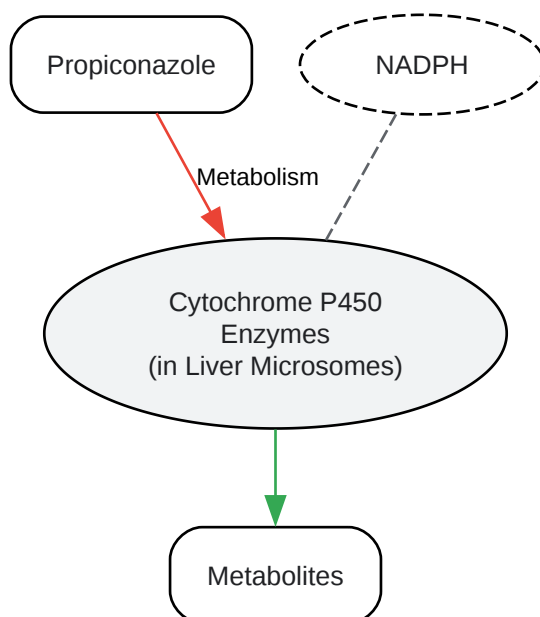 Propiconazole
NADPH
Metabolism
Cytochrome P450
Enzymes
(in Liver Microsomes)
Metabolites